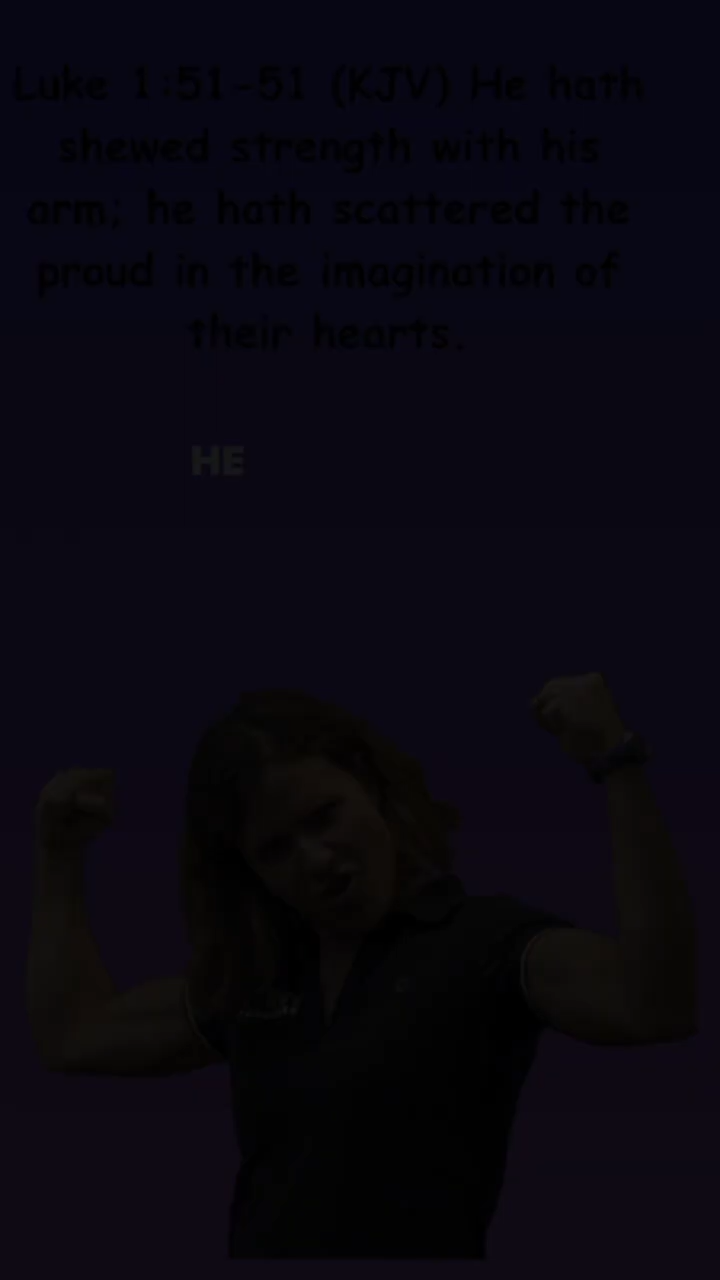 Luke 1:51-51 (KJV) He hath
shewed strength with his
arm; he hath scattered the
proud in the imagination of
their hearts.
HE